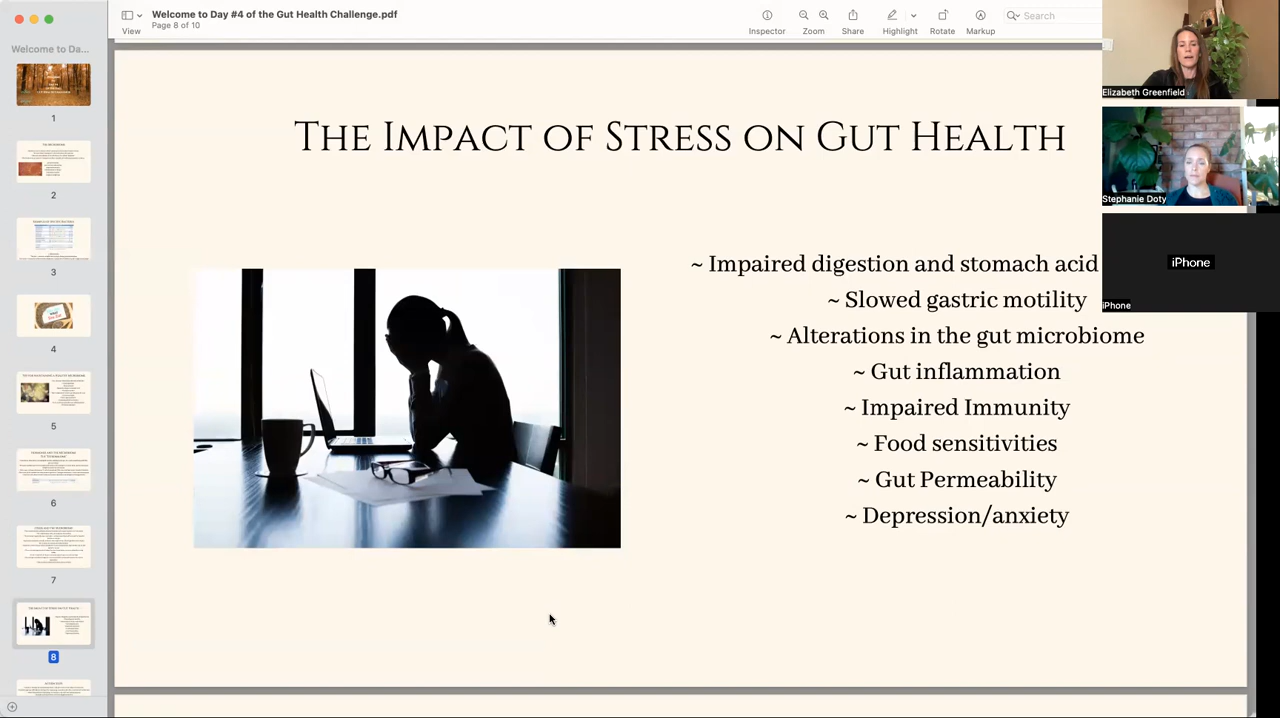 Welcome to Day #4 of the Gut Health Challenge.pdf
Page 8 of 10
View
Inspector
Zoom
Share
Highlight
Rotate
Markup
Search
Welcome to Da...
1
2
3
4
5
6
7
8
The Impact of Stress on Gut Health
~ Impaired digestion and stomach acid
~ Slowed gastric motility
~ Alterations in the gut microbiome
~ Gut inflammation
~ Impaired Immunity
~ Food sensitivities
~ Gut Permeability
~ Depression/anxiety
Elizabeth Greenfield
Stephanie Doty
iPhone
iPhone